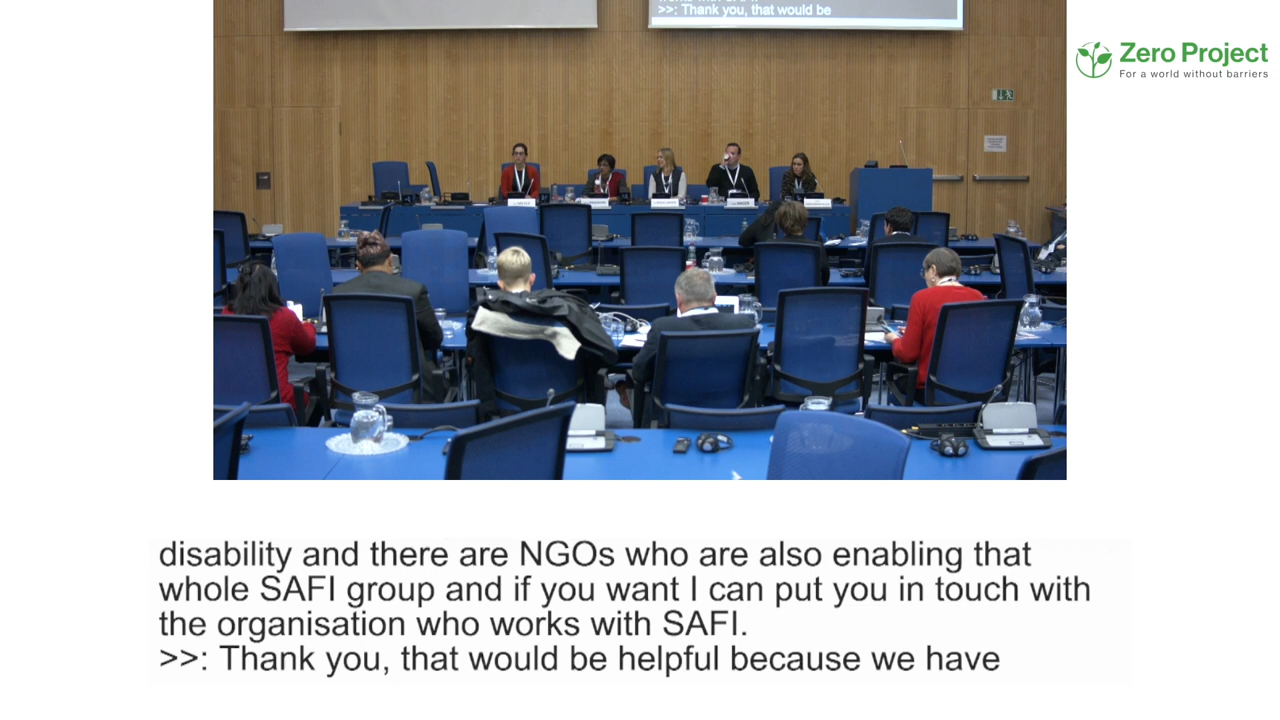 >>: Thank you, that would be
Zero Project
For a world without barriers
disability and there are NGOs who are also enabling that
whole SAFI group and if you want I can put you in touch with
the organisation who works with SAFI.
>>: Thank you, that would be helpful because we have